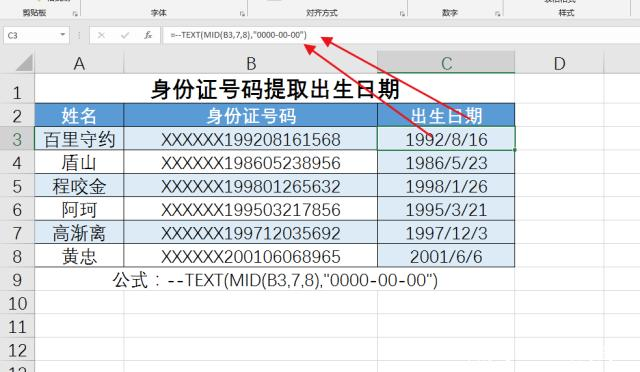 剪贴板 字体 对齐方式 数字 样式
C3 fx =--TEXT(MID(B3,7,8),"0000-00-00")
A B C D
1 身份证号码提取出生日期
2 姓名 身份证号码 出生日期
3 百里守约 XXXXXX199208161568 1992/8/16
4 盾山 XXXXXX198605238956 1986/5/23
5 程咬金 XXXXXX199801265632 1998/1/26
6 阿珂 XXXXXX199503217856 1995/3/21
7 高渐离 XXXXXX199712035692 1997/12/3
8 黄忠 XXXXXX200106068965 2001/6/6
9 公式：--TEXT(MID(B3,7,8),"0000-00-00")
10
11
12